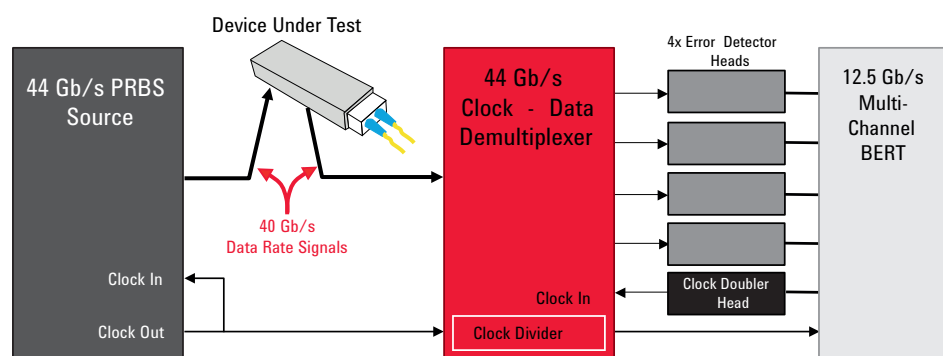 Device Under Test
44 Gb/s PRBS
Source
44 Gb/s
Clock - Data
Demultiplexer
4x Error Detector
Heads
12.5 Gb/s
Multi-
Channel
BERT
40 Gb/s
Data Rate Signals
Clock In
Clock Out
Clock In
Clock Divider
Clock Doubler
Head